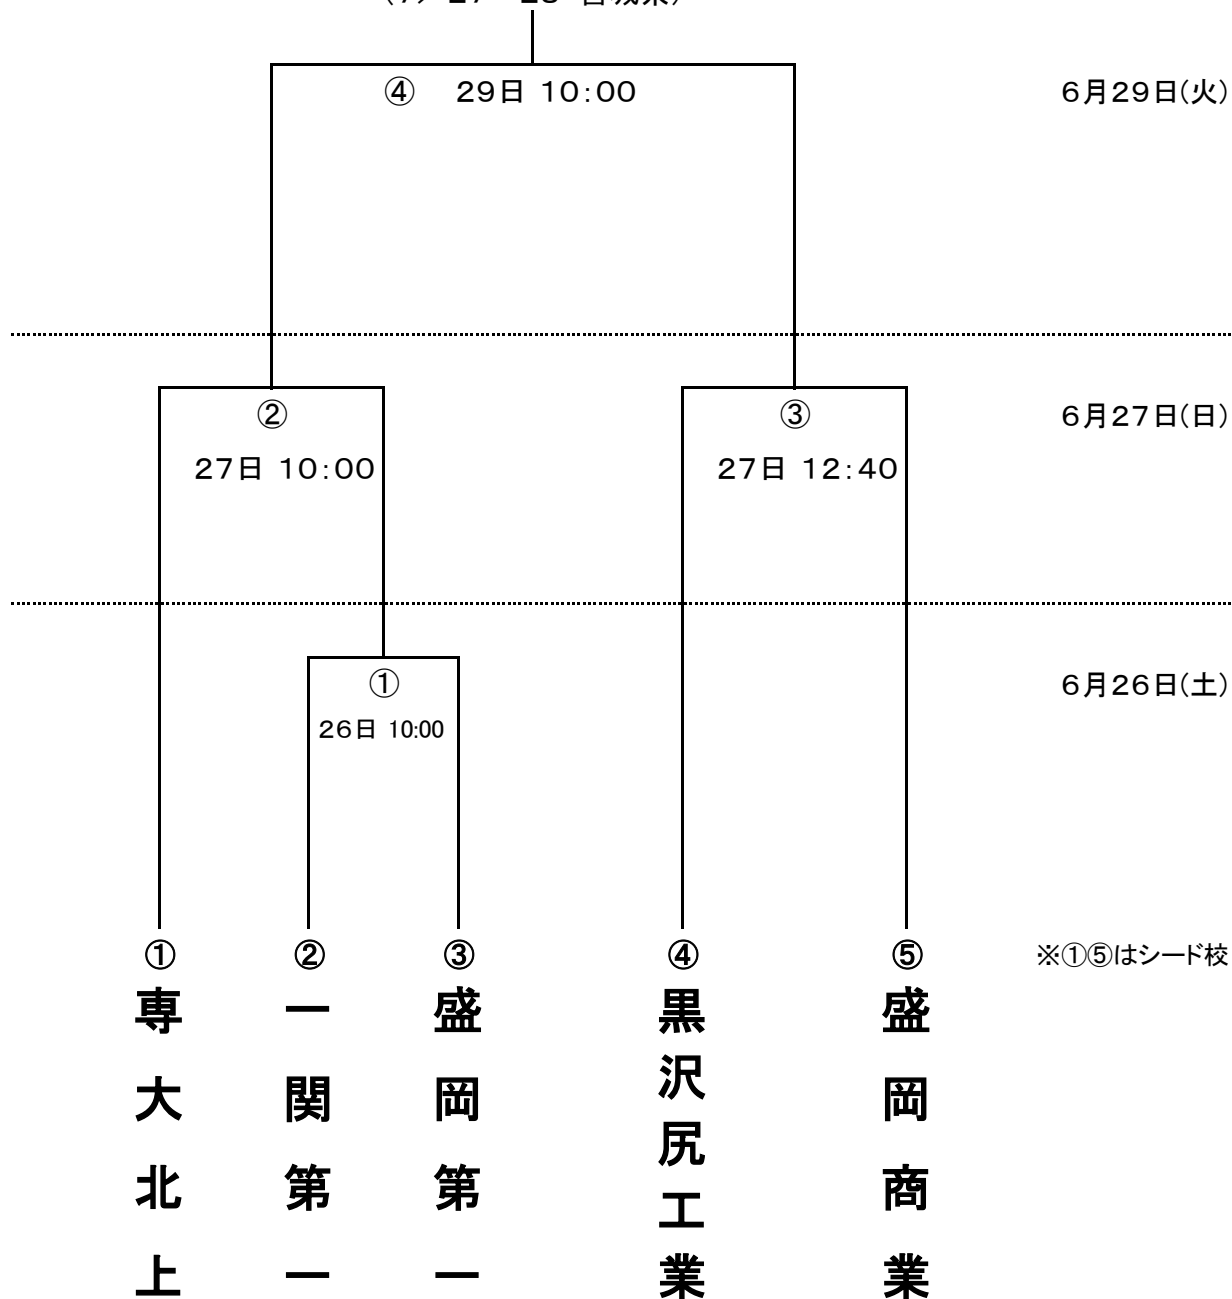 ④ 29日 10:00
6月29日(火)
②
③
6月27日(日)
27日 10:00
27日 12:40
①
6月26日(土)
26日 10:00
①
②
③
④
⑤
※①⑤はシード校
専大北上
一関第一
盛岡第一
黒沢尻工業
盛岡商業